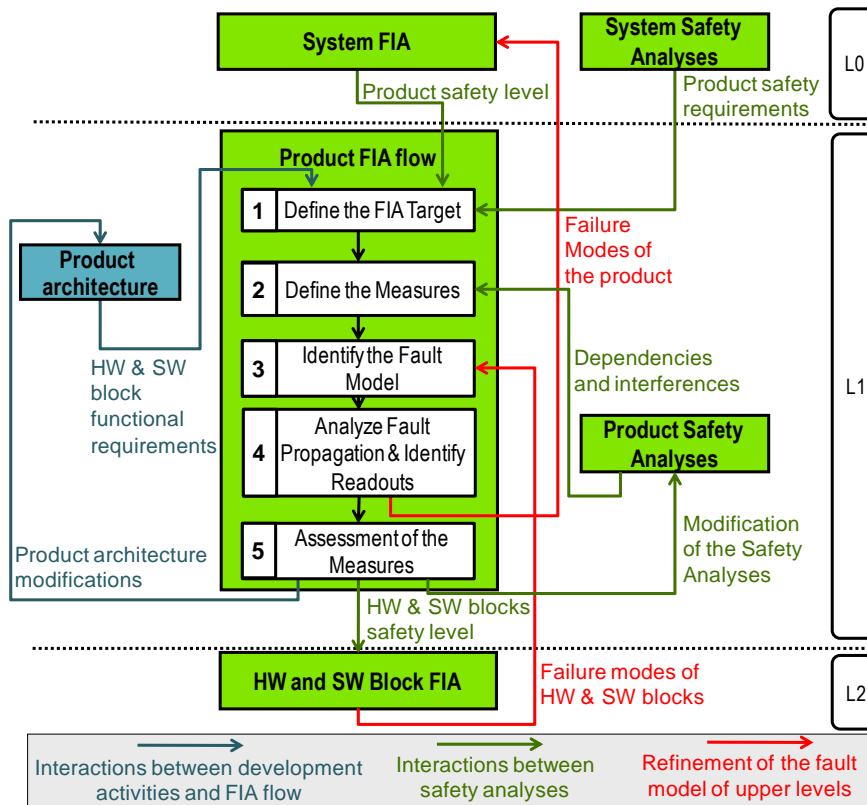 System FIA
System Safety
Analyses
L0
Product safety level
Product safety
requirements
Product FIA flow
1 Define the FIA Target
Failure
Modes of
the product
Product
architecture
2 Define the Measures
HW & SW
block
functional
requirements
3 Identify the Fault
Model
Dependencies
and interferences
L1
4 Analyze Fault
Propagation & Identify
Readouts
Product Safety
Analyses
5 Assessment of the
Measures
Product architecture
modifications
Modification
of the Safety
Analyses
HW & SW blocks
safety level
HW and SW Block FIA
Failure modes of
HW & SW blocks
L2
Interactions between development
activities and FIA flow
Interactions between
safety analyses
Refinement of the fault
model of upper levels